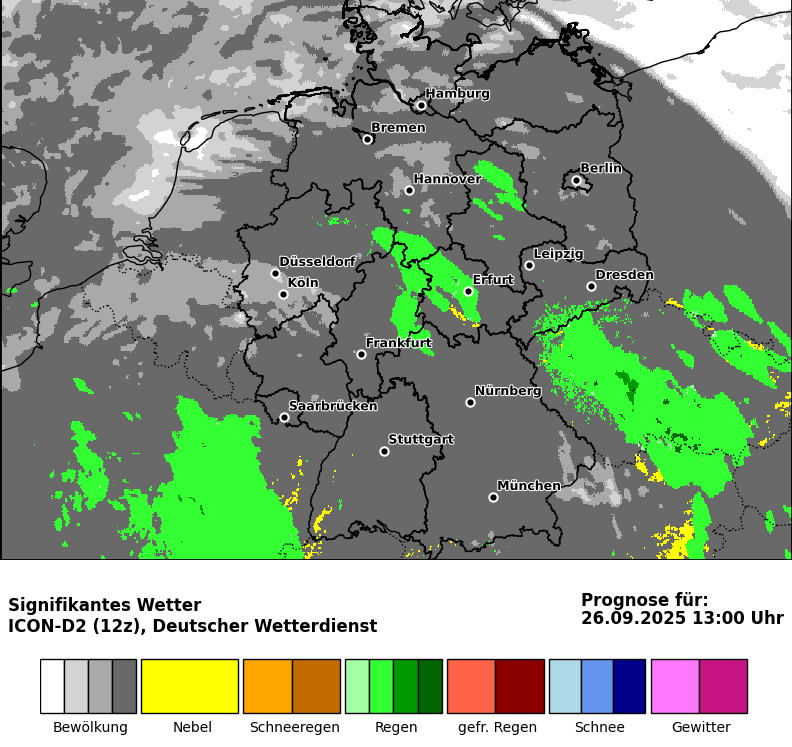 Hamburg
Bremen
Berlin
Hannover
Leipzig
Düsseldorf
Dresden
Köln
Erfurt
Frankfurt
Nürnberg
Saarbrücken
Stuttgart
München
Signifikantes Wetter
ICON-D2 (12z), Deutscher Wetterdienst
Prognose für:
26.09.2025 13:00 Uhr
Bewölkung Nebel Schneeregen Regen gefr. Regen Schnee Gewitter